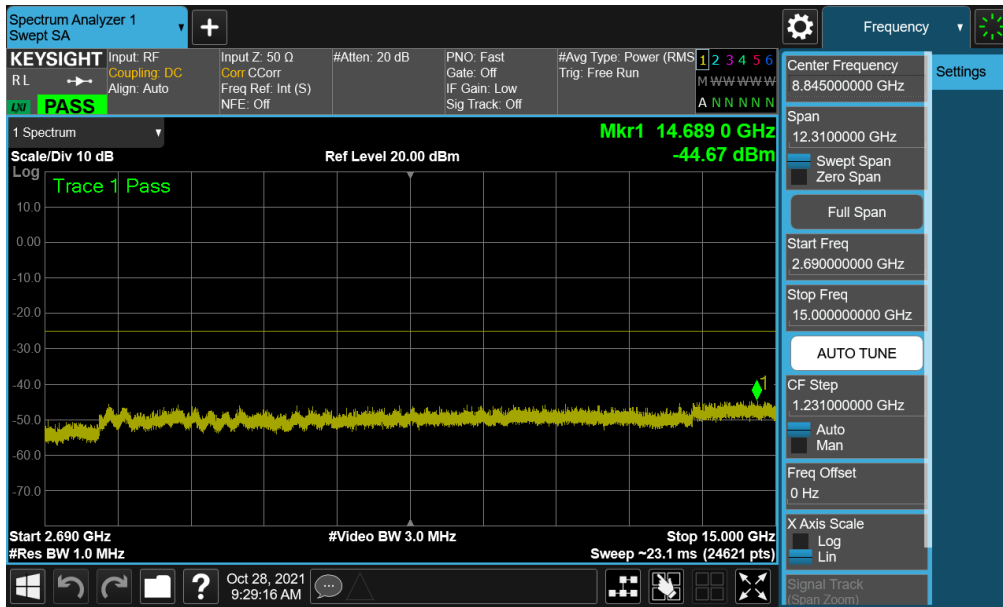 Spectrum Analyzer 1
Swept SA
+
Frequency
KEYSIGHT
RL
LXI
PASS
Input: RF
Coupling: DC
Align: Auto
Input Z: 50 Ω
Corr CCorr
Freq Ref: Int (S)
NFE: Off
#Atten: 20 dB
PNO: Fast
Gate: Off
IF Gain: Low
Sig Track: Off
#Avg Type: Power (RMS
Trig: Free Run
1 2 3 4 5 6
M W W W W W
A N N N N N
1 Spectrum
Scale/Div 10 dB
Ref Level 20.00 dBm
Mkr1 14.689 0 GHz
-44.67 dBm
Log
Trace 1 Pass
10.0
0.00
-10.0
-20.0
-30.0
-40.0
-50.0
-60.0
-70.0
1
Start 2.690 GHz
#Res BW 1.0 MHz
#Video BW 3.0 MHz
Stop 15.000 GHz
Sweep ~23.1 ms (24621 pts)
?
Oct 28, 2021
9:29:16 AM
Center Frequency
8.845000000 GHz
Span
12.3100000 GHz
Swept Span
Zero Span
Full Span
Start Freq
2.690000000 GHz
Stop Freq
15.000000000 GHz
AUTO TUNE
CF Step
1.231000000 GHz
Auto
Man
Freq Offset
0 Hz
X Axis Scale
Log
Lin
Signal Track
(Span Zoom)
Settings